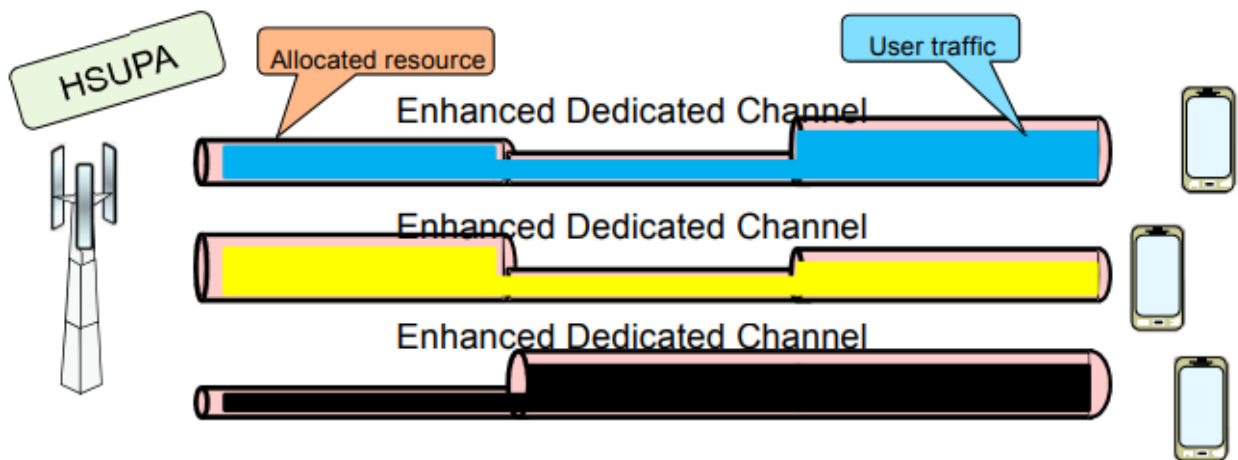 HSUPA
Allocated resource
User traffic
Enhanced Dedicated Channel
Enhanced Dedicated Channel
Enhanced Dedicated Channel